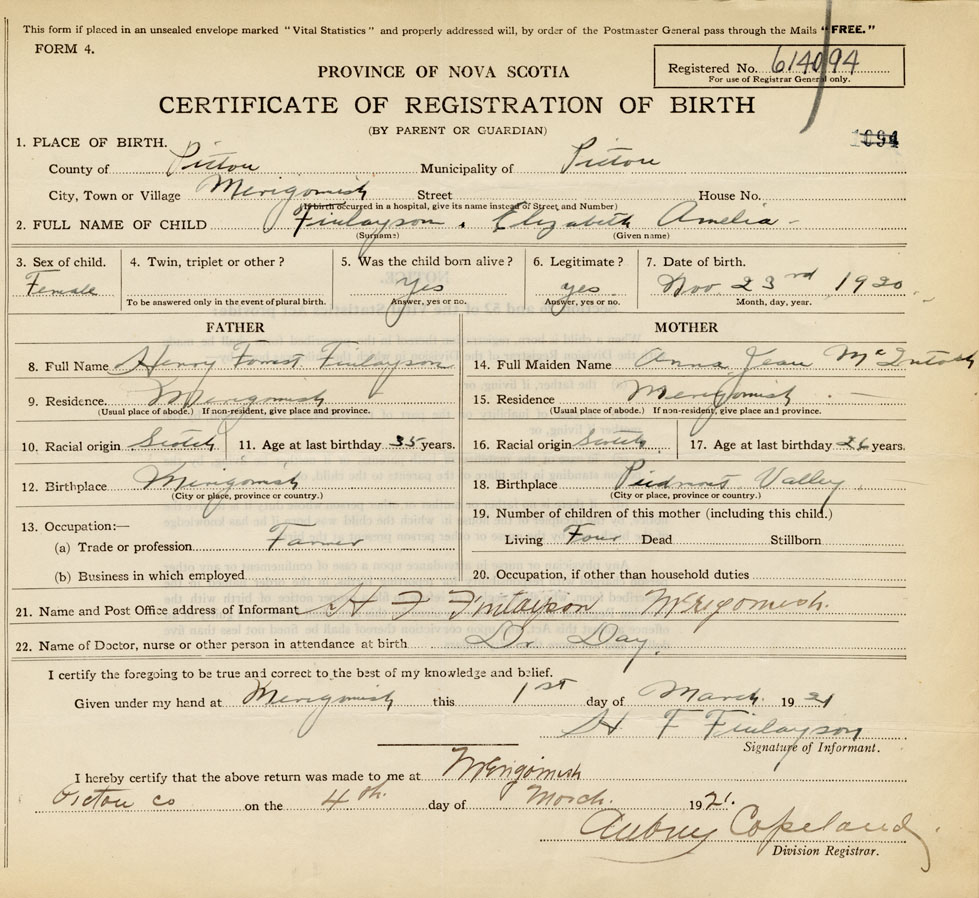 This form if placed in an unsealed envelope marked "Vital Statistics" and properly addressed will, by order of the Postmaster General pass through the Mails "FREE."
FORM 4.
Registered No. 614094
For use of Registrar General only.
PROVINCE OF NOVA SCOTIA
CERTIFICATE OF REGISTRATION OF BIRTH
(BY PARENT OR GUARDIAN)
1094
1. PLACE OF BIRTH.
County of Pictou Municipality of Pictou
City, Town or Village Merigomish Street House No.
(If birth occurred in a hospital, give its name instead of Street and Number)
2. FULL NAME OF CHILD Finlayson. Elizabeth Amelia
(Surname) (Given name)
3. Sex of child. 4. Twin, triplet or other? 5. Was the child born alive? 6. Legitimate? 7. Date of birth.
Female Yes yes Nov. 23rd 1920.
To be answered only in the event of plural birth. Answer, yes or no. Answer, yes or no. Month, day, year.
FATHER MOTHER
8. Full Name Henry Forrest Finlayson 14. Full Maiden Name Anna Jean McIntosh
9. Residence. Merigomish 15. Residence Merigomish.
(Usual place of abode.) If non-resident, give place and province. (Usual place of abode.) If non-resident, give place and province.
10. Racial origin Scotch 11. Age at last birthday 35 years. 16. Racial origin Scotch 17. Age at last birthday 26 years.
12. Birthplace Merigomish 18. Birthplace Piedmont Valley.
(City or place, province or country.) (City or place, province or country.)
13. Occupation:— 19. Number of children of this mother (including this child.)
(a) Trade or profession Farmer Living Four Dead Stillborn
(b) Business in which employed 20. Occupation, if other than household duties
21. Name and Post Office address of Informant H F Finlayson Merigomish.
22. Name of Doctor, nurse or other person in attendance at birth Dr Day.
I certify the foregoing to be true and correct to the best of my knowledge and belief.
Given under my hand at Merigomish this 1st day of March 1921
H F Finlayson
Signature of Informant.
I hereby certify that the above return was made to me at Merigomish
Pictou Co on the 4th. day of March. 1921.
Aubrey Copeland.
Division Registrar.